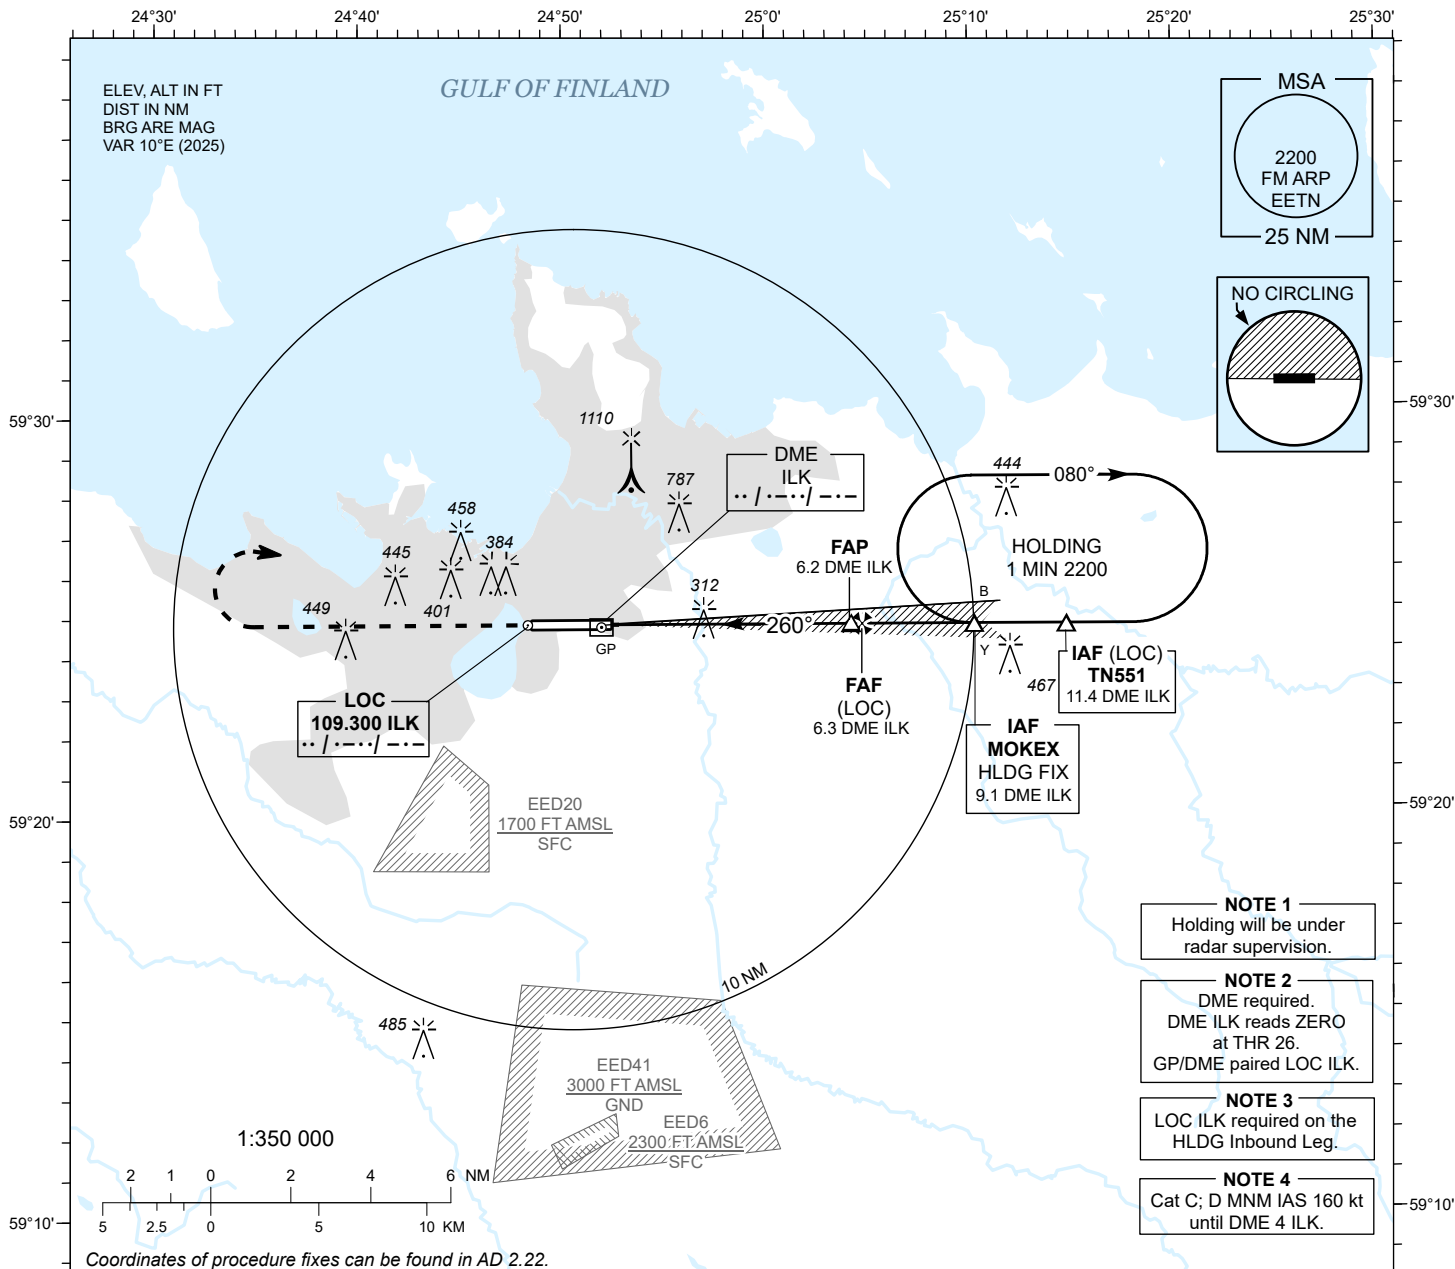 24°30'
24°40'
24°50'
25°0'
25°10'
25°20'
25°30'
ELEV, ALT IN FT
DIST IN NM
BRG ARE MAG
VAR 10°E (2025)
GULF OF FINLAND
MSA
2200
FM ARP
EETN
25 NM
NO CIRCLING
59°30'
59°30'
1110
787
DME
ILK
444
080°
HOLDING
1 MIN 2200
458
445
384
449
401
312
FAP
6.2 DME ILK
B
260°
Y
GP
467
IAF (LOC)
TN551
11.4 DME ILK
FAF
(LOC)
6.3 DME ILK
IAF
MOKEX
HLDG FIX
9.1 DME ILK
LOC
109.300 ILK
EED20
1700 FT AMSL
SFC
59°20'
59°20'
NOTE 1
Holding will be under
radar supervision.
NOTE 2
DME required.
DME ILK reads ZERO
at THR 26.
GP/DME paired LOC ILK.
NOTE 3
LOC ILK required on the
HLDG Inbound Leg.
NOTE 4
Cat C; D MNM IAS 160 kt
until DME 4 ILK.
10 NM
485
EED41
3000 FT AMSL
GND
EED6
2300 FT AMSL
SFC
1:350 000
2 1 0 2 4 6 NM
5 2.5 0 5 10 KM
59°10'
59°10'
Coordinates of procedure fixes can be found in AD 2.22.